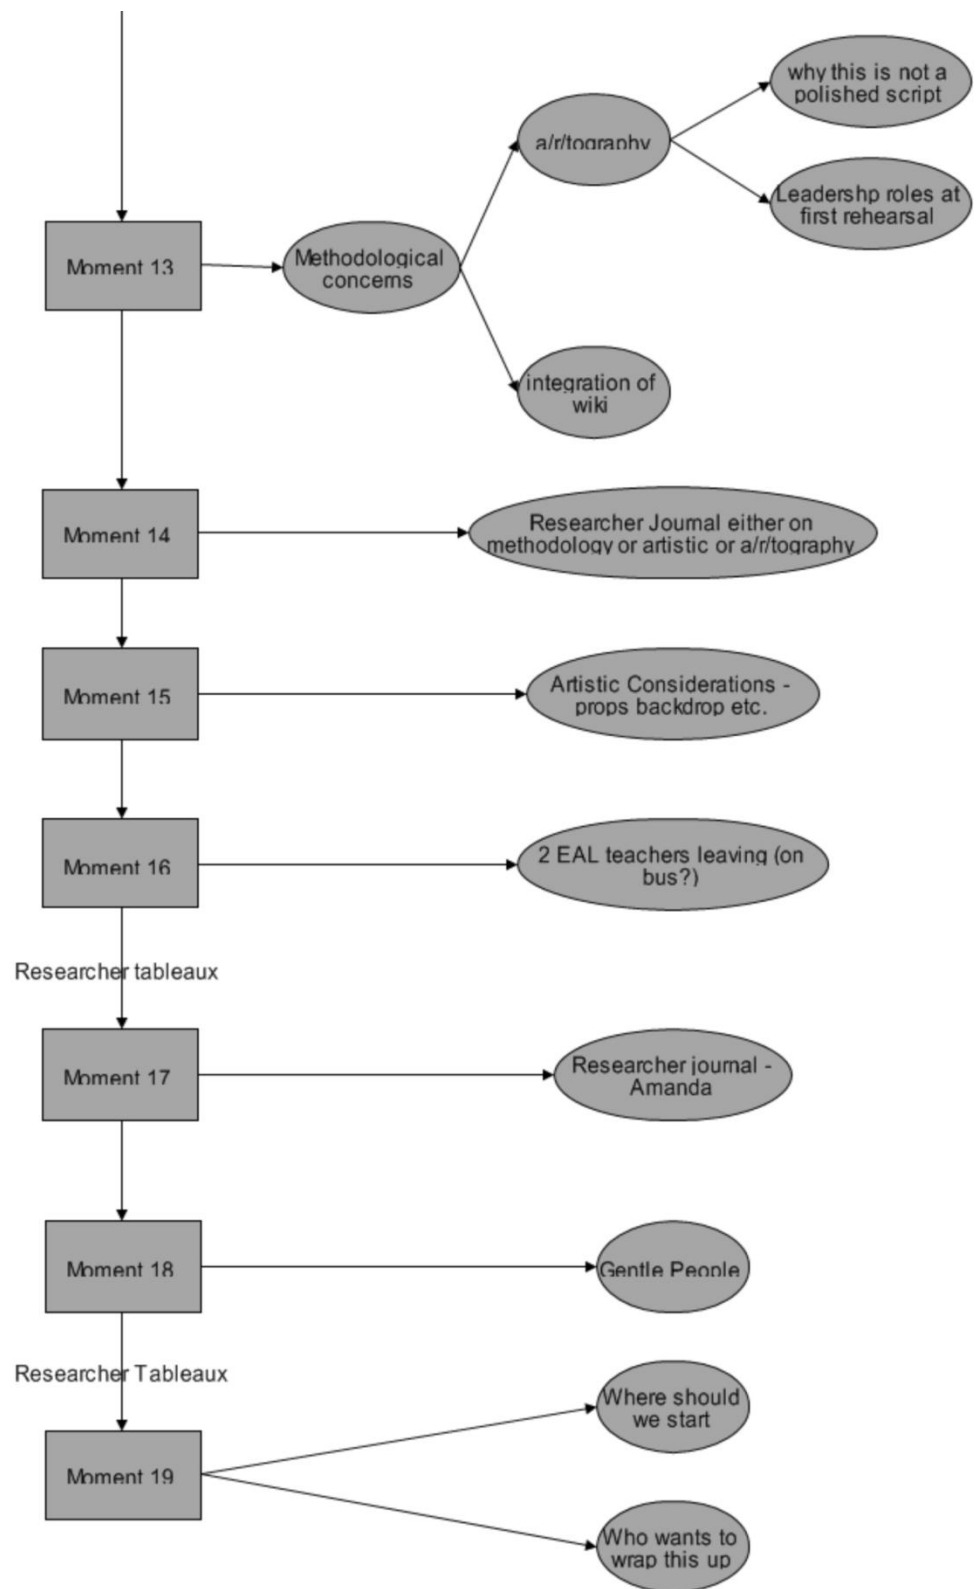 why this is not a
polished script
a/r/tography
Leadershp roles at
first rehearsal
Moment 13
Methodological
concerns
integration of
wiki
Moment 14
Researcher Journal either on
methodology or artistic or a/r/tography
Moment 15
Artistic Considerations -
props backdrop etc.
Moment 16
2 EAL teachers leaving (on
bus?)
Researcher tableaux
Moment 17
Researcher journal -
Amanda
Moment 18
Gentle People
Researcher Tableaux
Where should
we start
Moment 19
Who wants to
wrap this up